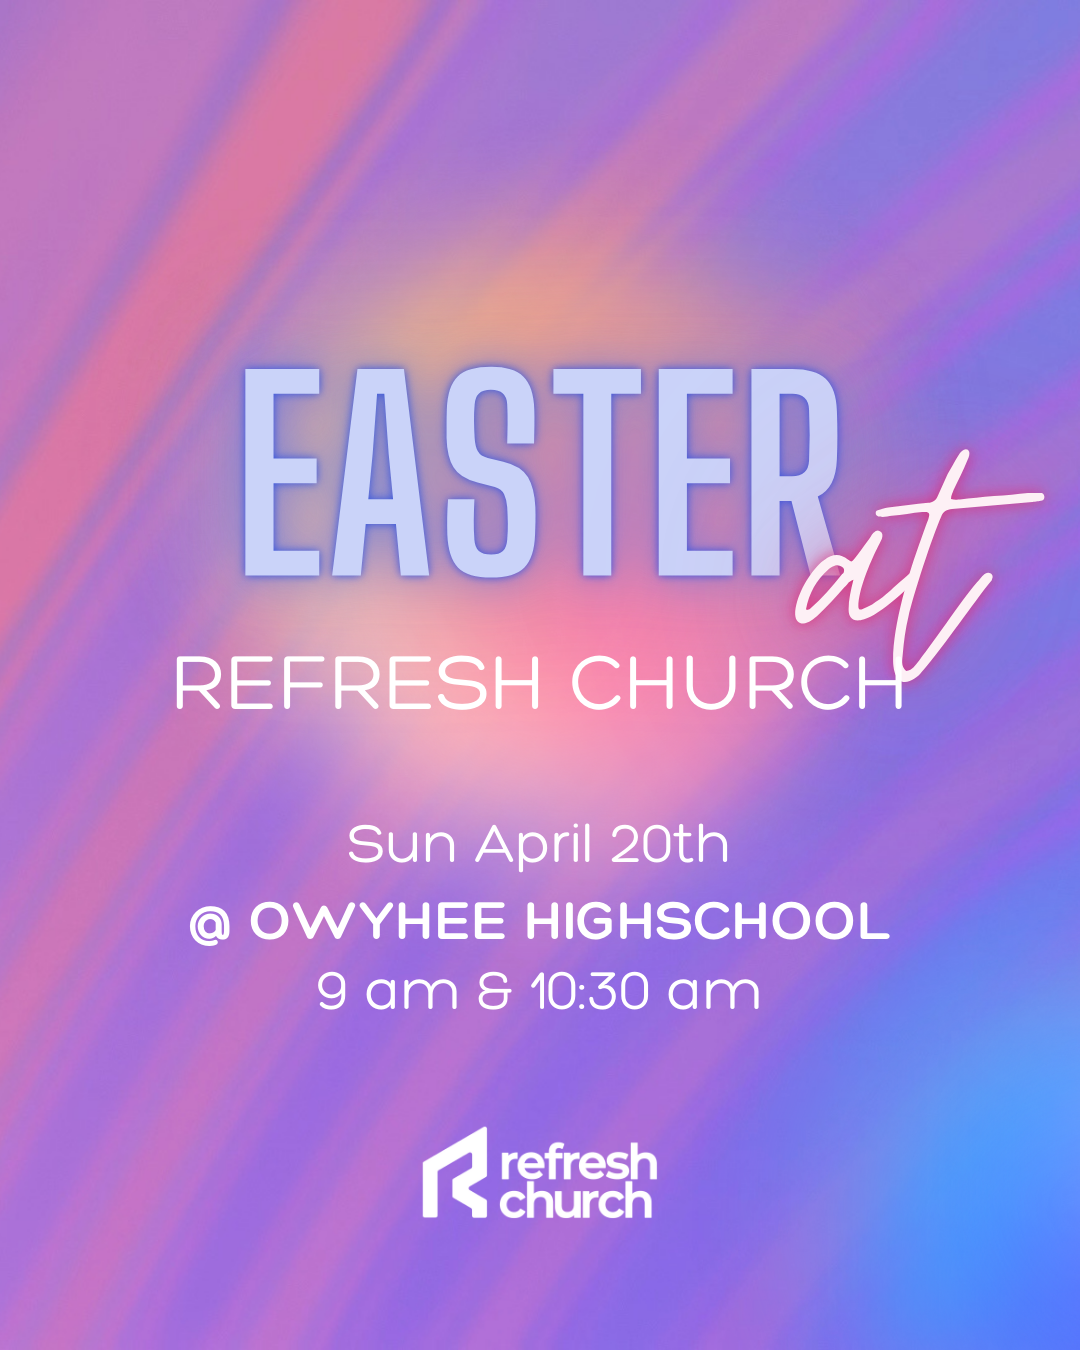 EASTER
at
REFRESH CHURCH
Sun April 20th
@ OWYHEE HIGHSCHOOL
9 am & 10:30 am
refresh
church